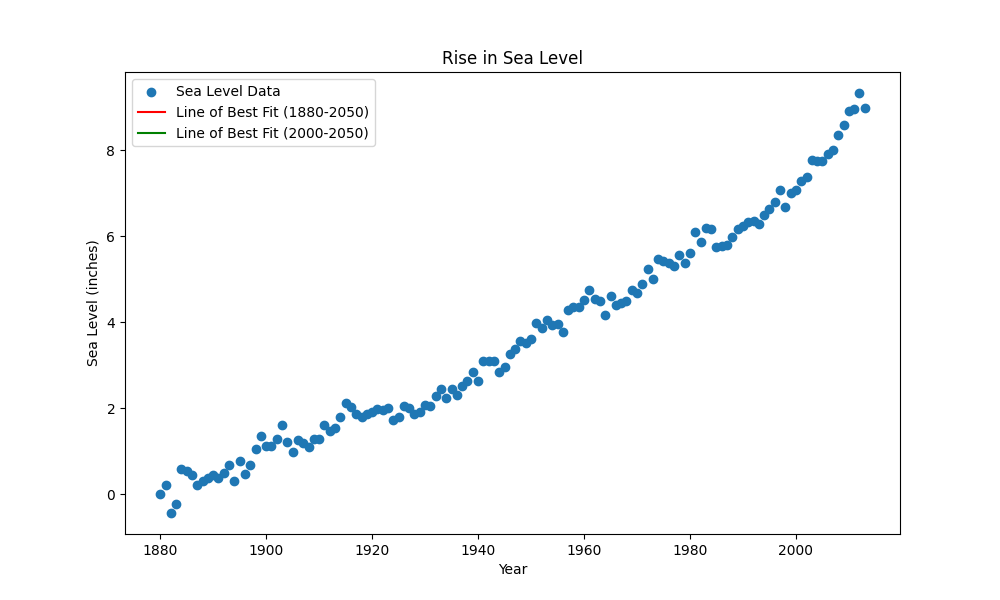 Rise in Sea Level
Sea Level Data
Line of Best Fit (1880-2050)
Line of Best Fit (2000-2050)
Sea Level (inches)
8
6
4
2
0
1880 1900 1920 1940 1960 1980 2000
Year